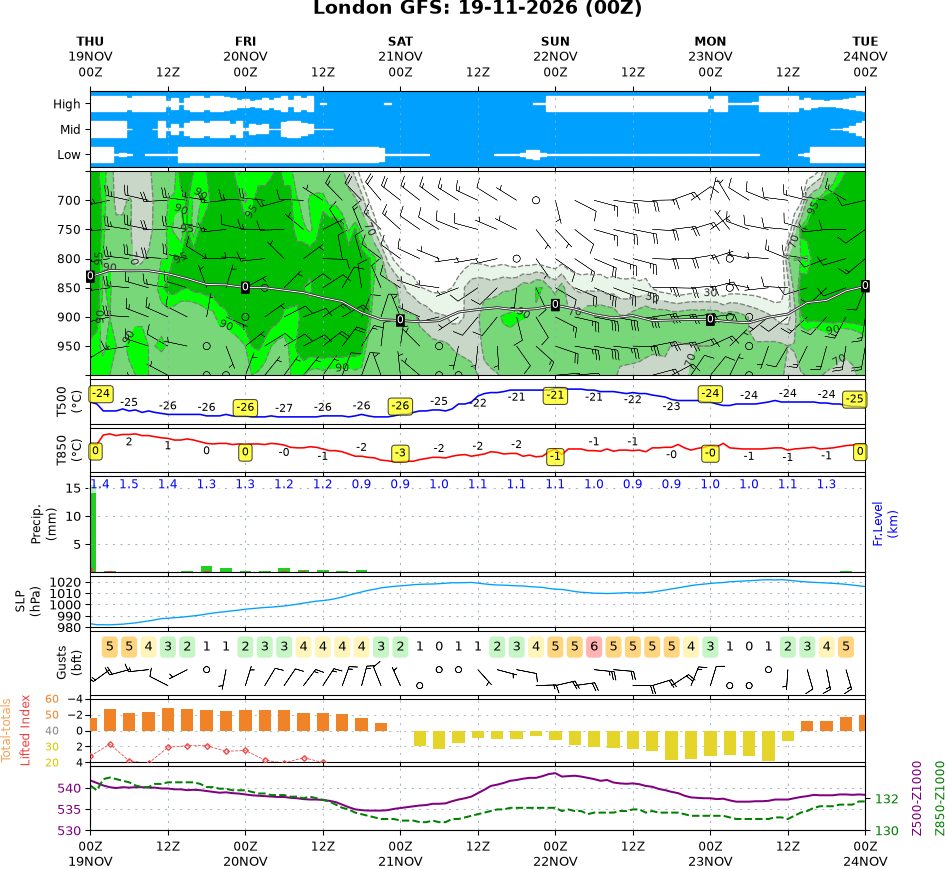 London GFS: 19-11-2026 (00Z)
THU FRI SAT SUN MON TUE
19NOV 20NOV 21NOV 22NOV 23NOV 24NOV
00Z 12Z 00Z 12Z 00Z 12Z 00Z 12Z 00Z 12Z 00Z
High
Mid
Low
700
750
800
850
900
950
0 0 0 0 0 0
T500 (°C)
-24 -25 -26 -26 -26 -27 -26 -26 -26 -25 -22 -21 -21 -21 -22 -23 -24 -24 -24 -24 -25
T850 (°C)
0 2 1 0 0 -0 -1 -2 -3 -2 -2 -2 -1 -1 -1 -0 -0 -1 -1 -1 0
Precip. (mm)
15
10
5
1.4 1.5 1.4 1.3 1.3 1.2 1.2 0.9 0.9 1.0 1.1 1.1 1.1 1.0 0.9 0.9 1.0 1.0 1.1 1.3
Fr.Level (km)
SLP (hPa)
1020
1010
1000
990
980
Gusts (bft)
5 5 4 3 2 1 1 2 3 3 3 4 4 4 4 3 2 1 0 1 1 2 3 4 5 5 6 5 5 5 5 4 3 1 0 1 2 3 4 5
Total-totals
Lifted Index
60 −4
50 −2
40 0
30 2
20 4
540
535
530
132
130
Z500-Z1000
Z850-Z1000
00Z 12Z 00Z 12Z 00Z 12Z 00Z 12Z 00Z 12Z 00Z
19NOV 20NOV 21NOV 22NOV 23NOV 24NOV